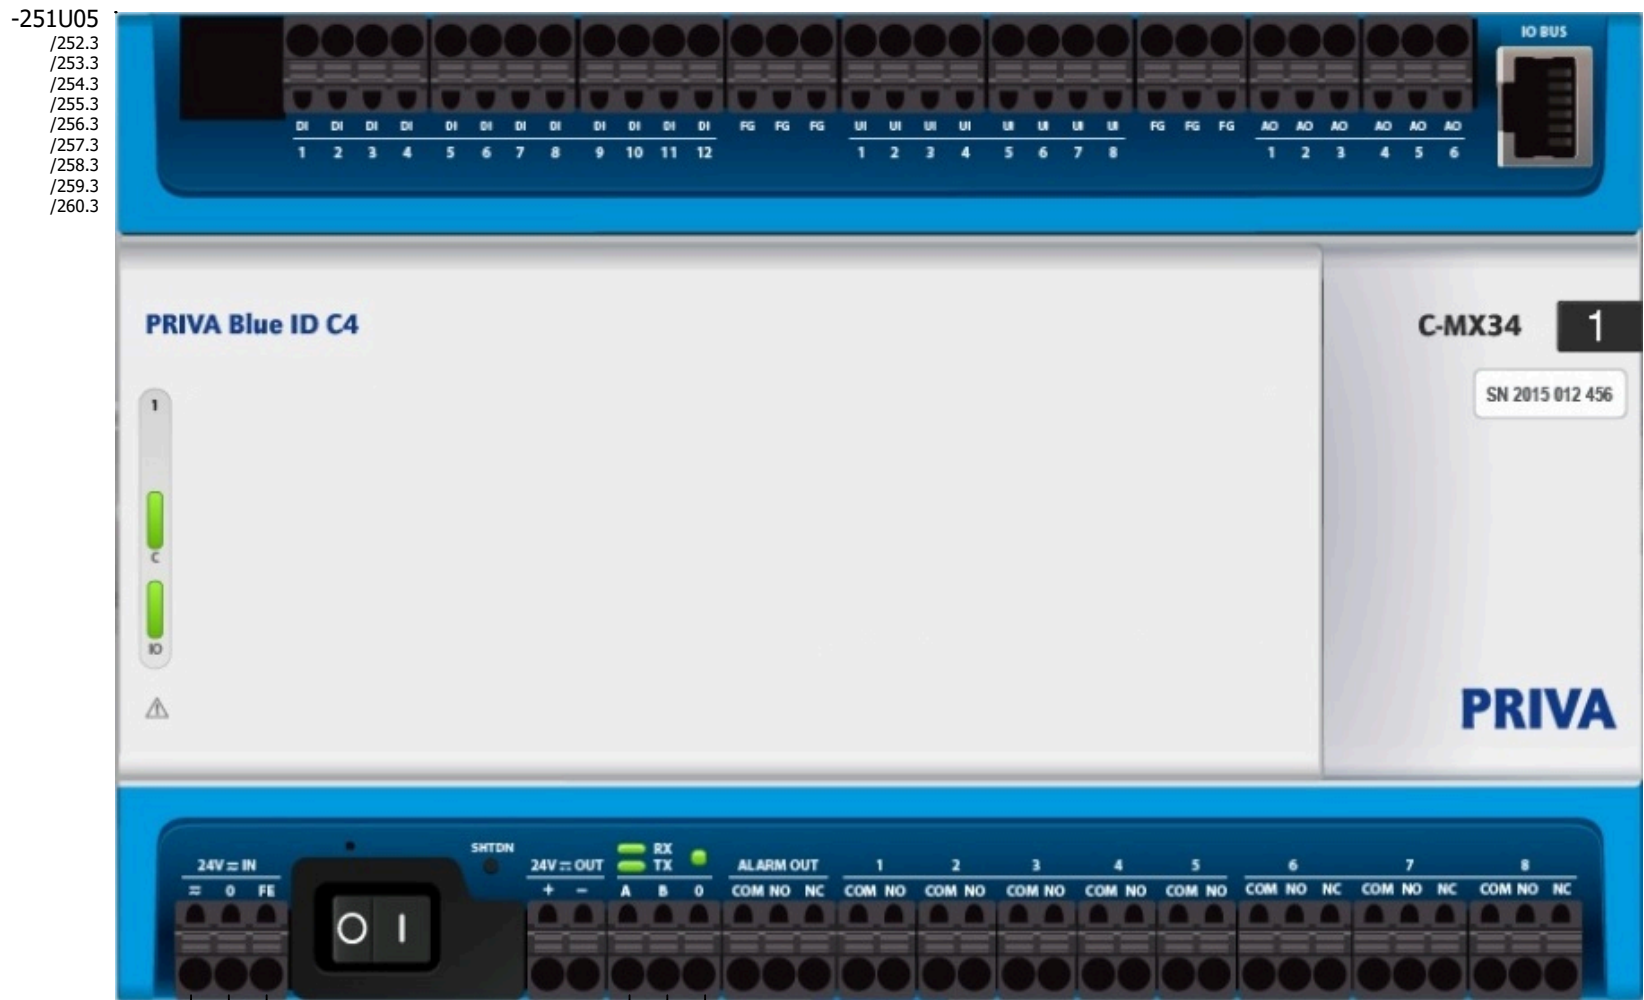 -251U05
/252.3
/253.3
/254.3
/255.3
/256.3
/257.3
/258.3
/259.3
/260.3
IO BUS
DI DI DI DI DI DI DI DI DI DI DI DI FG FG FG UI UI UI UI UI UI UI UI FG FG FG AO AO AO AO AO AO
1 2 3 4 5 6 7 8 9 10 11 12 1 2 3 4 5 6 7 8 1 2 3 4 5 6
PRIVA Blue ID C4
C-MX34 1
SN 2015 012 456
1
C
IO
PRIVA
SHTDN RX
24V IN 24V OUT TX ALARM OUT 1 2 3 4 5 6 7 8
0 FE + - A B 0 COM NO NC COM NO COM NO COM NO COM NO COM NO COM NO NC COM NO NC COM NO NC
O I